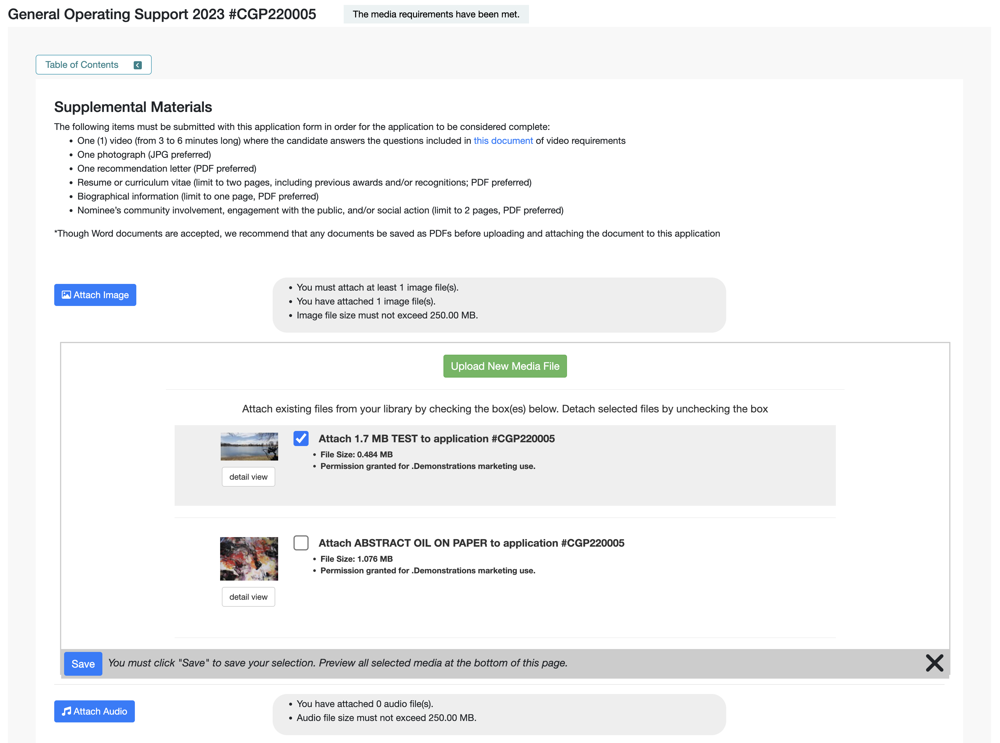 General Operating Support 2023 #CGP220005
The media requirements have been met.
Table of Contents
Supplemental Materials
The following items must be submitted with this application form in order for the application to be considered complete:
• One (1) video (from 3 to 6 minutes long) where the candidate answers the questions included in this document of video requirements
• One photograph (JPG preferred)
• One recommendation letter (PDF preferred)
• Resume or curriculum vitae (limit to two pages, including previous awards and/or recognitions; PDF preferred)
• Biographical information (limit to one page, PDF preferred)
• Nominee’s community involvement, engagement with the public, and/or social action (limit to 2 pages, PDF preferred)
*Though Word documents are accepted, we recommend that any documents be saved as PDFs before uploading and attaching the document to this application
Attach Image
• You must attach at least 1 image file(s).
• You have attached 1 image file(s).
• Image file size must not exceed 250.00 MB.
Upload New Media File
Attach existing files from your library by checking the box(es) below. Detach selected files by unchecking the box
Attach 1.7 MB TEST to application #CGP220005
• File Size: 0.484 MB
• Permission granted for .Demonstrations marketing use.
detail view
Attach ABSTRACT OIL ON PAPER to application #CGP220005
• File Size: 1.076 MB
• Permission granted for .Demonstrations marketing use.
detail view
Save
You must click "Save" to save your selection. Preview all selected media at the bottom of this page.
Attach Audio
• You have attached 0 audio file(s).
• Audio file size must not exceed 250.00 MB.